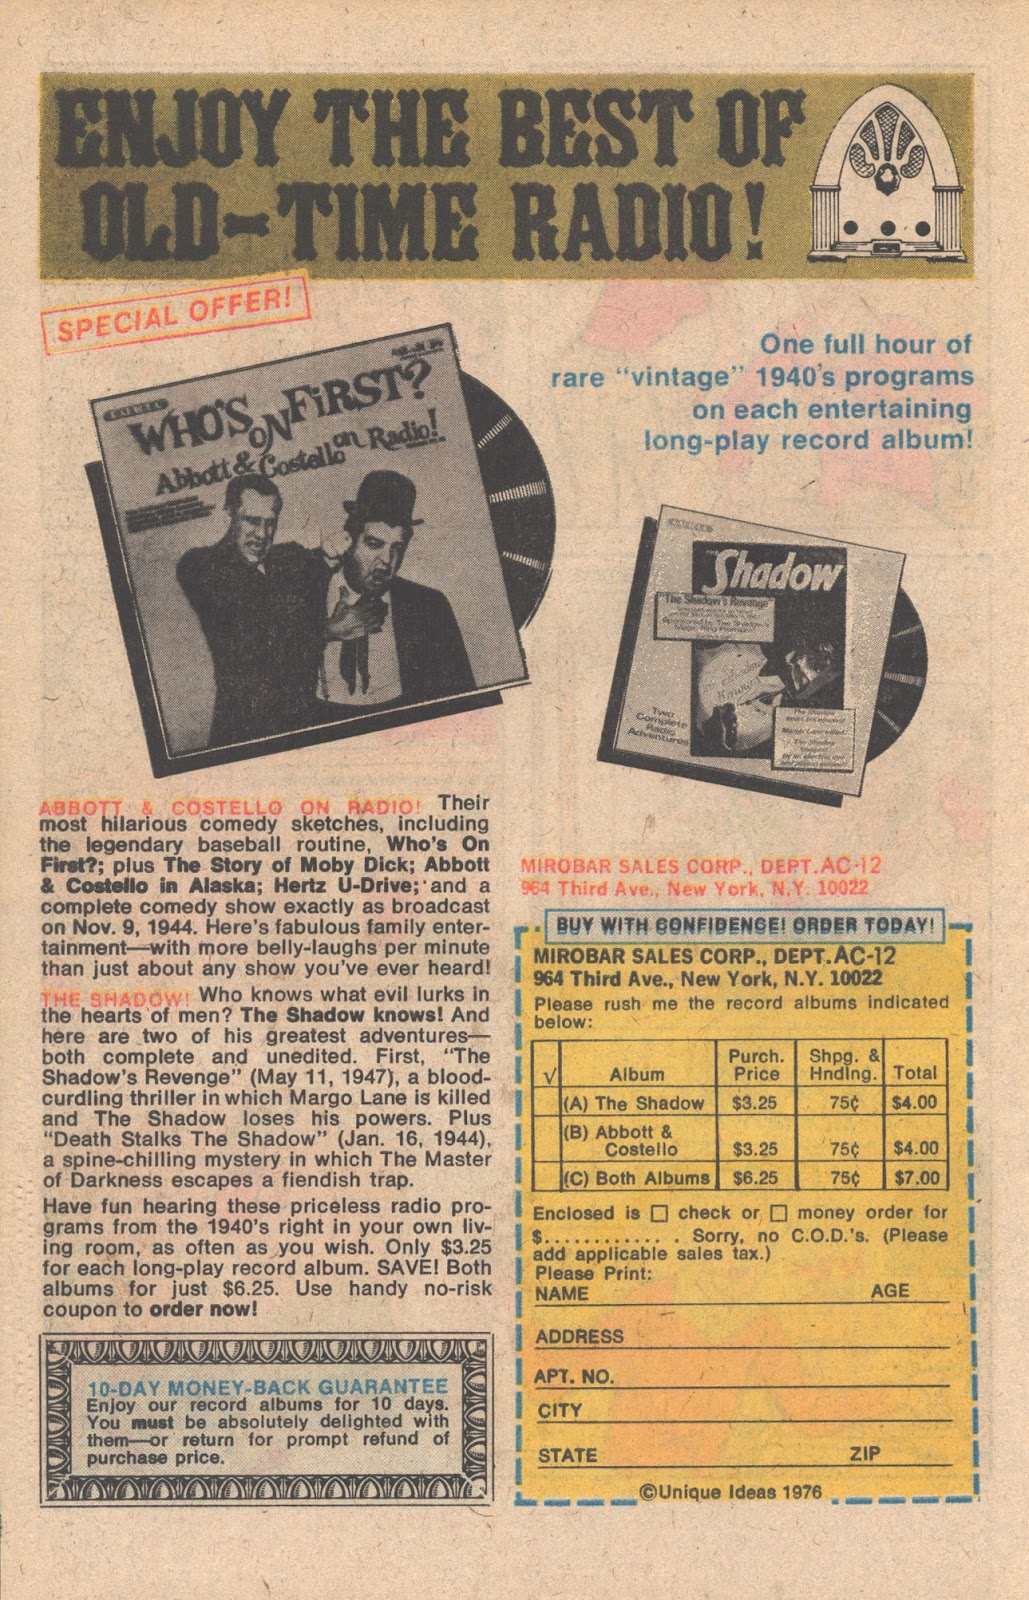 ENJOY THE BEST OF
OLD-TIME RADIO!
SPECIAL OFFER!
WHO'S ON FIRST?
Abbott & Costello on Radio!
One full hour of
rare "vintage" 1940's programs
on each entertaining
long-play record album!
Shadow
"The Shadow's Revenge"
Two
Complete
Radio
Adventures
ABBOTT & COSTELLO ON RADIO! Their
most hilarious comedy sketches, including
the legendary baseball routine, Who's On
First?; plus The Story of Moby Dick; Abbott
& Costello in Alaska; Hertz U-Drive; and a
complete comedy show exactly as broadcast
on Nov. 9, 1944. Here's fabulous family enter-
tainment—with more belly-laughs per minute
than just about any show you've ever heard!
THE SHADOW! Who knows what evil lurks in
the hearts of men? The Shadow knows! And
here are two of his greatest adventures—
both complete and unedited. First, "The
Shadow's Revenge" (May 11, 1947), a blood-
curdling thriller in which Margo Lane is killed
and The Shadow loses his powers. Plus
"Death Stalks The Shadow" (Jan. 16, 1944),
a spine-chilling mystery in which The Master
of Darkness escapes a fiendish trap.
Have fun hearing these priceless radio pro-
grams from the 1940's right in your own liv-
ing room, as often as you wish. Only $3.25
for each long-play record album. SAVE! Both
albums for just $6.25. Use handy no-risk
coupon to order now!
10-DAY MONEY-BACK GUARANTEE
Enjoy our record albums for 10 days.
You must be absolutely delighted with
them—or return for prompt refund of
purchase price.
MIROBAR SALES CORP., DEPT. AC-12
964 Third Ave., New York, N.Y. 10022
BUY WITH CONFIDENCE! ORDER TODAY!
MIROBAR SALES CORP., DEPT. AC-12
964 Third Ave., New York, N.Y. 10022
Please rush me the record albums indicated
below:
√ Album Purch. Price Shpg. & Hndlng. Total
(A) The Shadow $3.25 75¢ $4.00
(B) Abbott & Costello $3.25 75¢ $4.00
(C) Both Albums $6.25 75¢ $7.00
Enclosed is □ check or □ money order for
$............ . Sorry, no C.O.D.'s. (Please
add applicable sales tax.)
Please Print:
NAME AGE
ADDRESS
APT. NO.
CITY
STATE ZIP
©Unique Ideas 1976